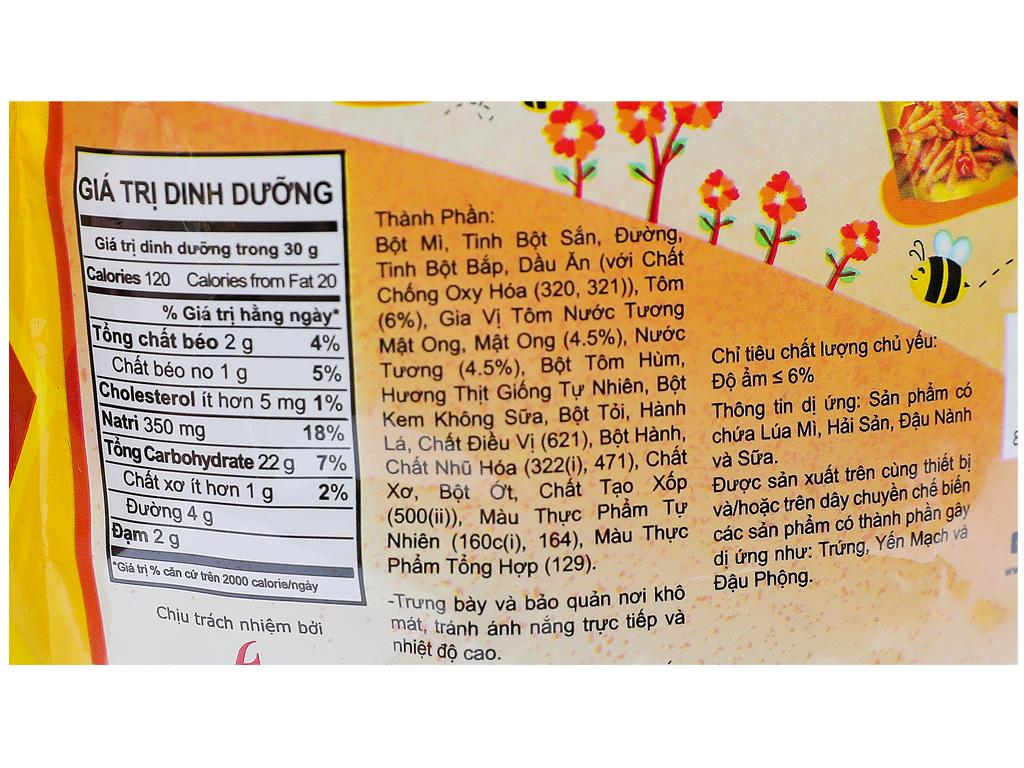 GIÁ TRỊ DINH DƯỠNG
Giá trị dinh dưỡng trong 30 g
Calories 120 Calories from Fat 20
% Giá trị hằng ngày*
Tổng chất béo 2 g 4%
Chất béo no 1 g 5%
Cholesterol ít hơn 5 mg 1%
Natri 350 mg 18%
Tổng Carbohydrate 22 g 7%
Chất xơ ít hơn 1 g 2%
Đường 4 g
Đạm 2 g
*Giá trị % căn cứ trên 2000 calorie/ngày
Chịu trách nhiệm bởi
Thành Phần:
Bột Mì, Tinh Bột Sắn, Đường,
Tinh Bột Bắp, Dầu Ăn (với Chất
Chống Oxy Hóa (320, 321)), Tôm
(6%), Gia Vị Tôm Nước Tương
Mật Ong, Mật Ong (4.5%), Nước
Tương (4.5%), Bột Tôm Hùm,
Hương Thịt Giống Tự Nhiên, Bột
Kem Không Sữa, Bột Tỏi, Hành
Lá, Chất Điều Vị (621), Bột Hành,
Chất Nhũ Hóa (322(i), 471), Chất
Xơ, Bột Ớt, Chất Tạo Xốp
(500(ii)), Màu Thực Phẩm Tự
Nhiên (160c(i), 164), Màu Thực
Phẩm Tổng Hợp (129).
-Trưng bày và bảo quản nơi khô
mát, tránh ánh nắng trực tiếp và
nhiệt độ cao.
Chỉ tiêu chất lượng chủ yếu:
Độ ẩm ≤ 6%
Thông tin dị ứng: Sản phẩm có
chứa Lúa Mì, Hải Sản, Đậu Nành
và Sữa.
Được sản xuất trên cùng thiết bị
và/hoặc trên dây chuyền chế biến
các sản phẩm có thành phần gây
dị ứng như: Trứng, Yến Mạch và
Đậu Phộng.